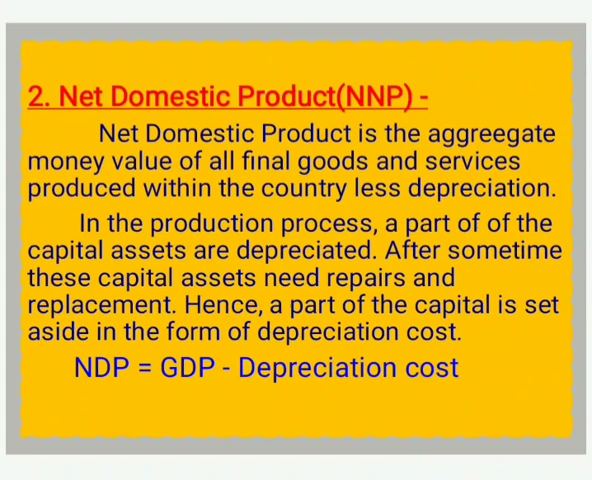 2. Net Domestic Product(NNP) -
Net Domestic Product is the aggreegate
money value of all final goods and services
produced within the country less depreciation.
In the production process, a part of of the
capital assets are depreciated. After sometime
these capital assets need repairs and
replacement. Hence, a part of the capital is set
aside in the form of depreciation cost.
NDP = GDP - Depreciation cost